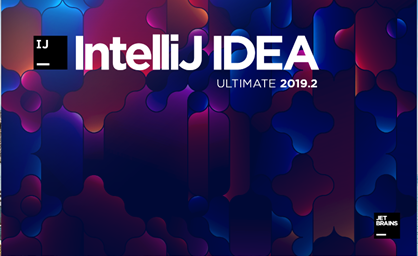 IJ
IntelliJ IDEA
ULTIMATE 2019.2
JET
BRAINS